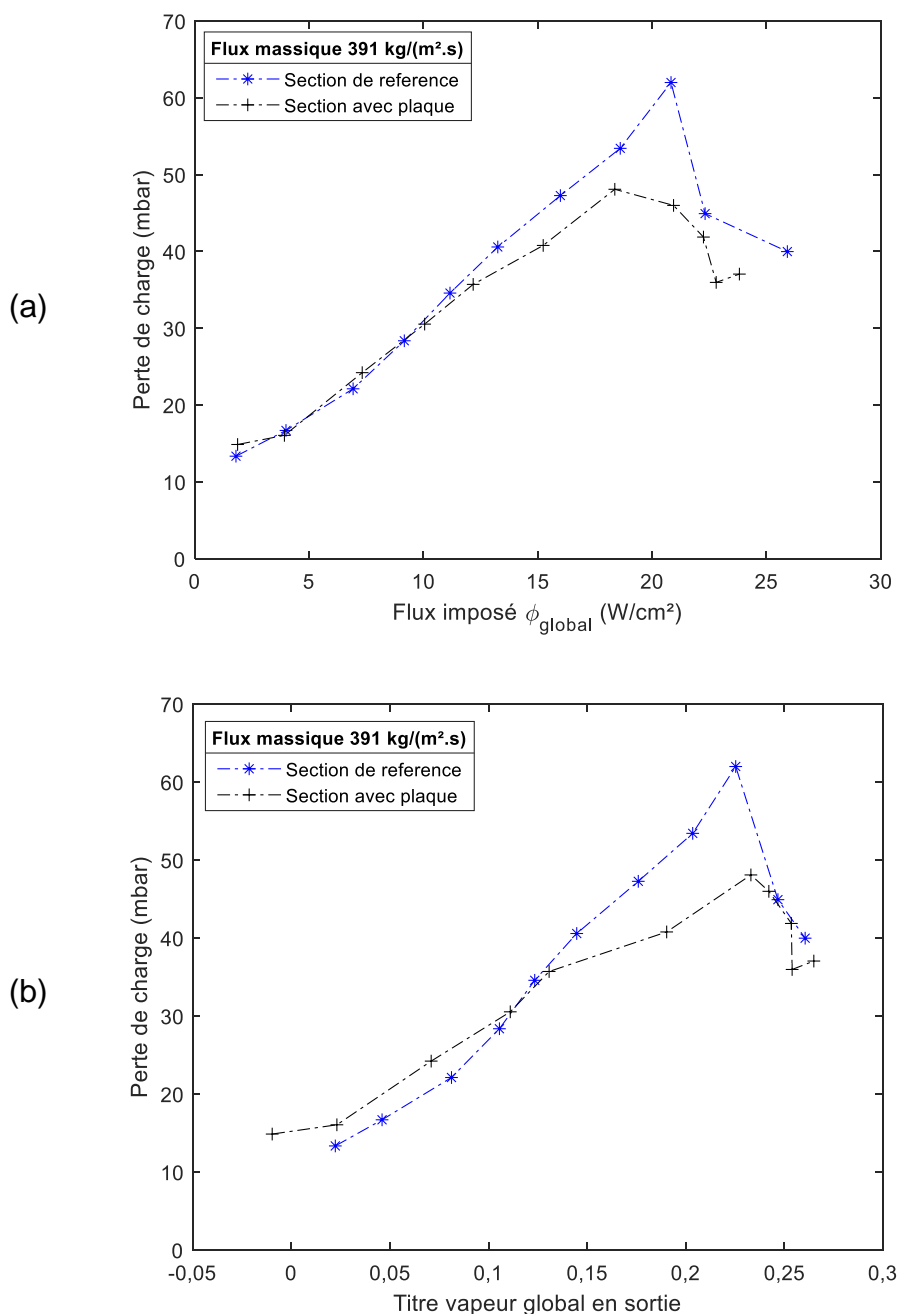 (a)
Perte de charge (mbar)
70
60
50
40
30
20
10
0
Flux massique 391 kg/(m².s)
Section de reference
Section avec plaque
0 5 10 15 20 25 30
Flux imposé ϕglobal (W/cm²)
(b)
Perte de charge (mbar)
70
60
50
40
30
20
10
0
Flux massique 391 kg/(m².s)
Section de reference
Section avec plaque
-0,05 0 0,05 0,1 0,15 0,2 0,25 0,3
Titre vapeur global en sortie